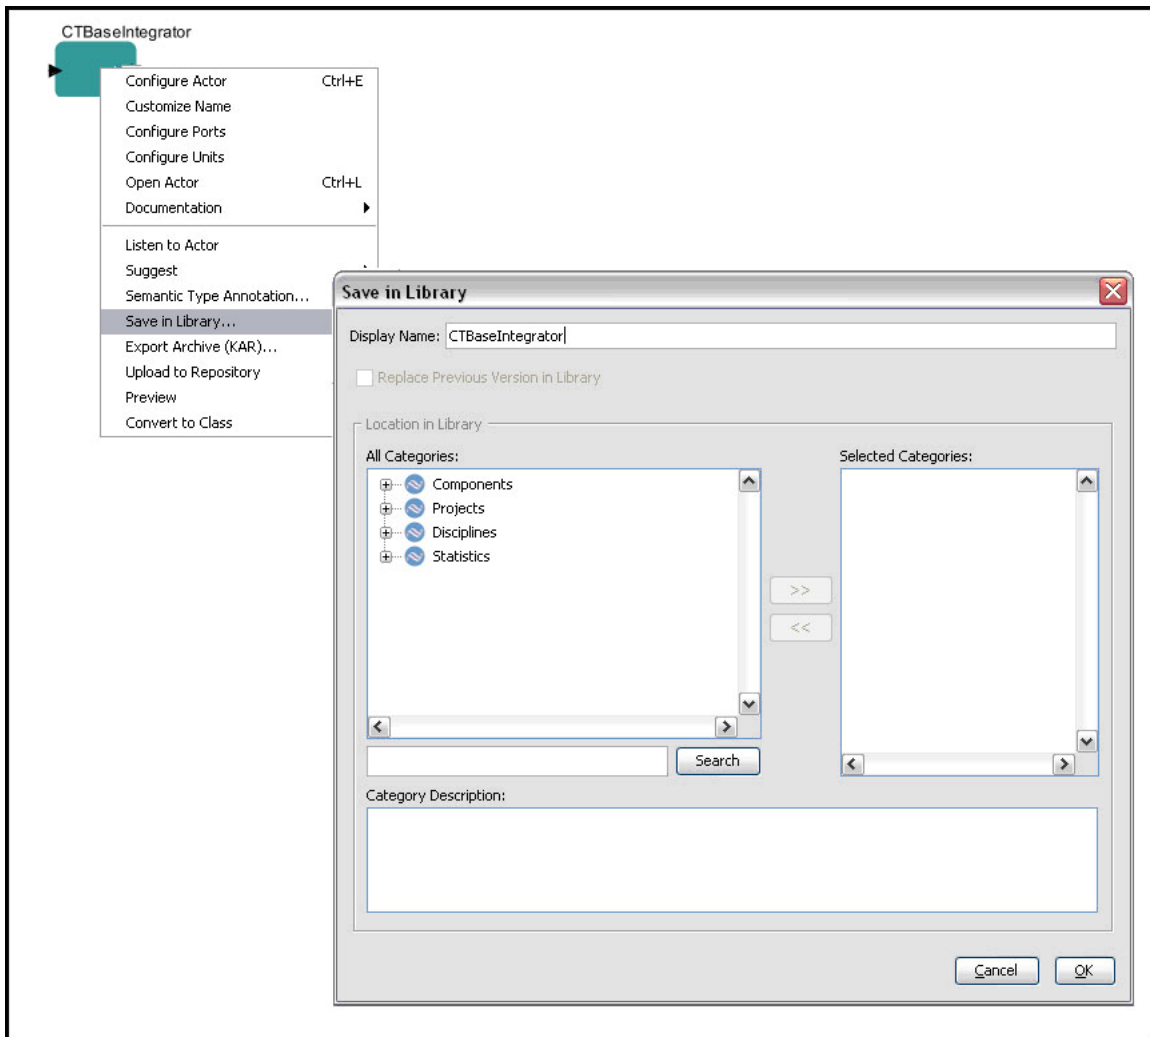 CTBaseIntegrator
Configure Actor Ctrl+E
Customize Name
Configure Ports
Configure Units
Open Actor Ctrl+L
Documentation
Listen to Actor
Suggest
Semantic Type Annotation...
Save in Library...
Export Archive (KAR)...
Upload to Repository
Preview
Convert to Class
Save in Library
Display Name: CTBaseIntegrator
Replace Previous Version in Library
Location in Library
All Categories: Selected Categories:
Components
Projects
Disciplines
Statistics
>>
<<
Search
Category Description:
Cancel OK